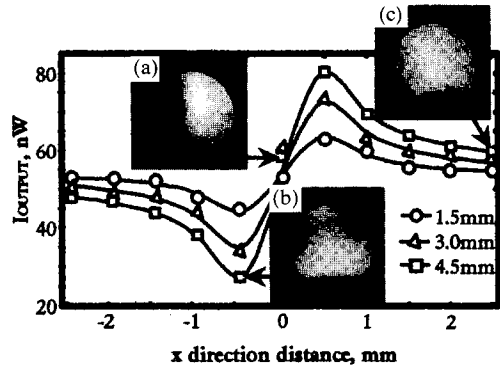 (c)
(a)
80
60
40
20
IOUTPUT, nW
(b)
1.5mm
3.0mm
4.5mm
-2 -1 0 1 2
x direction distance, mm